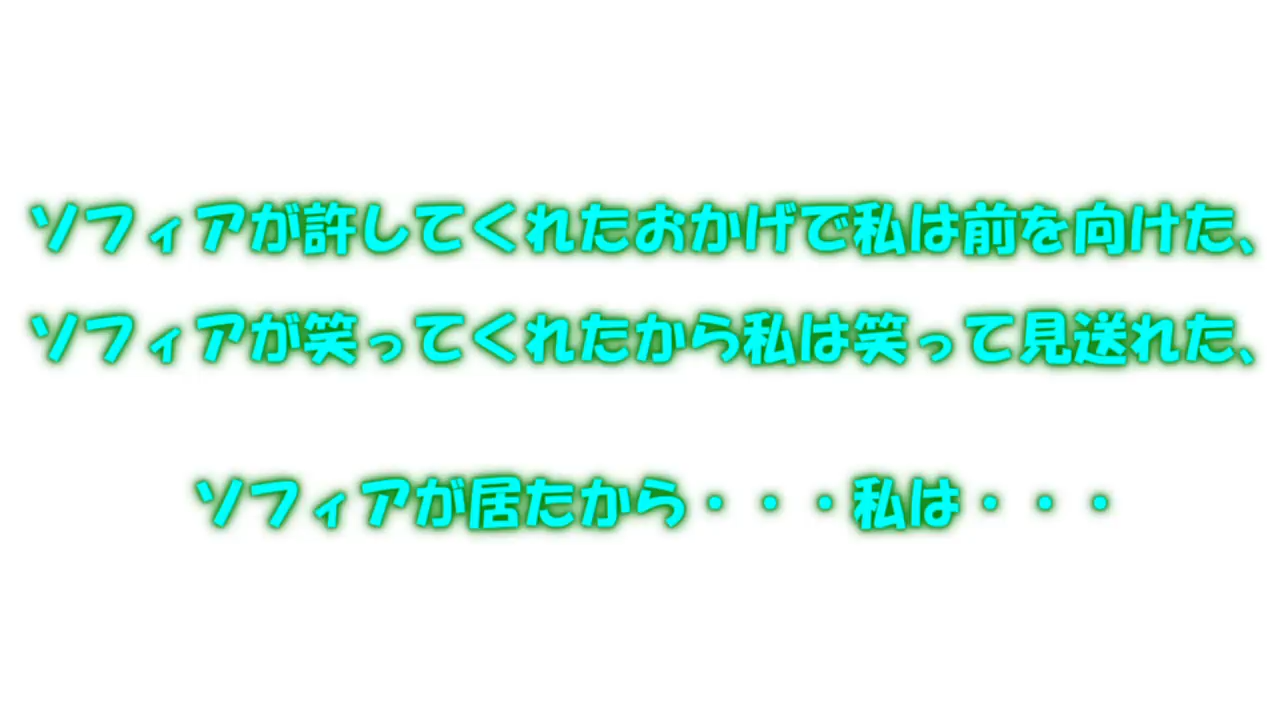 ソフィアが許してくれたおかげで私は前を向けた、
ソフィアが笑ってくれたから私は笑って見送れた、
ソフィアが居たから・・・私は・・・